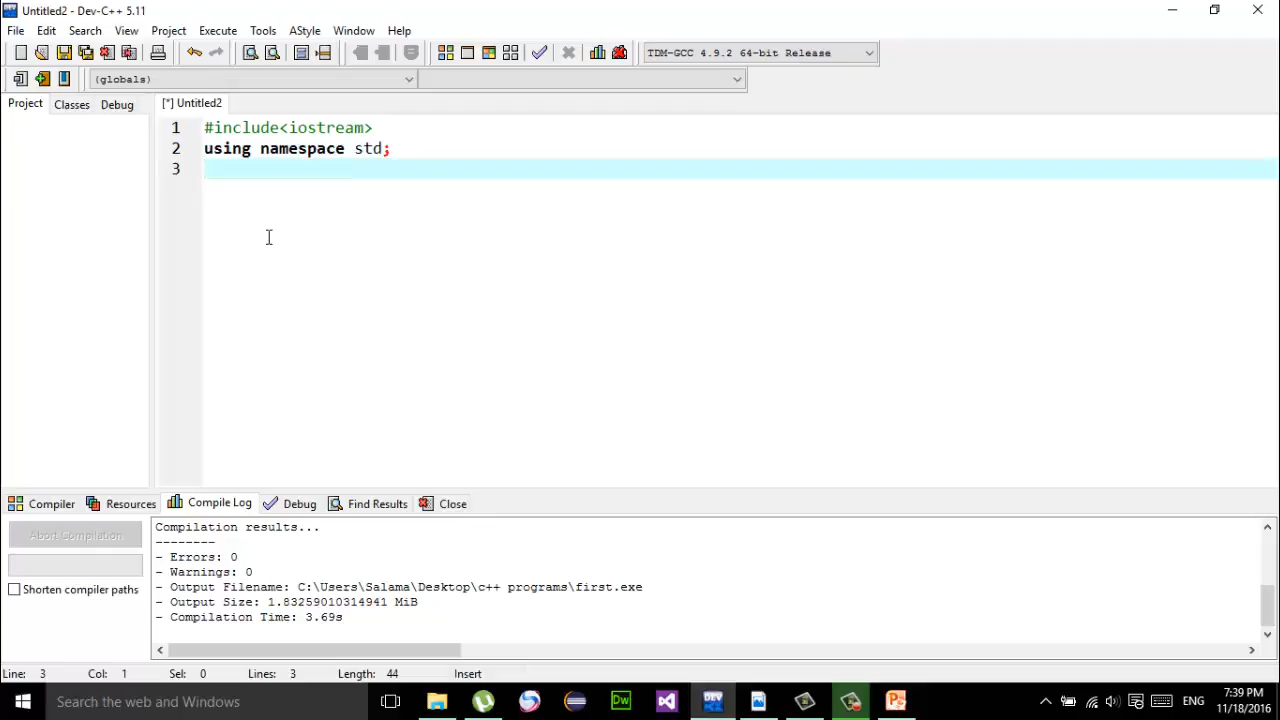 Untitled2 - Dev-C++ 5.11
File Edit Search View Project Execute Tools AStyle Window Help
TDM-GCC 4.9.2 64-bit Release
(globals)
Project Classes Debug [*] Untitled2
1 #include<iostream>
2 using namespace std;
3
Compiler Resources Compile Log Debug Find Results Close
Abort Compilation
Shorten compiler paths
Compilation results...
--------
- Errors: 0
- Warnings: 0
- Output Filename: C:\Users\Salama\Desktop\c++ programs\first.exe
- Output Size: 1.83259010314941 MiB
- Compilation Time: 3.69s
Line: 3 Col: 1 Sel: 0 Lines: 3 Length: 44 Insert
Search the web and Windows
Dw
DEV
ENG
7:39 PM
11/18/2016